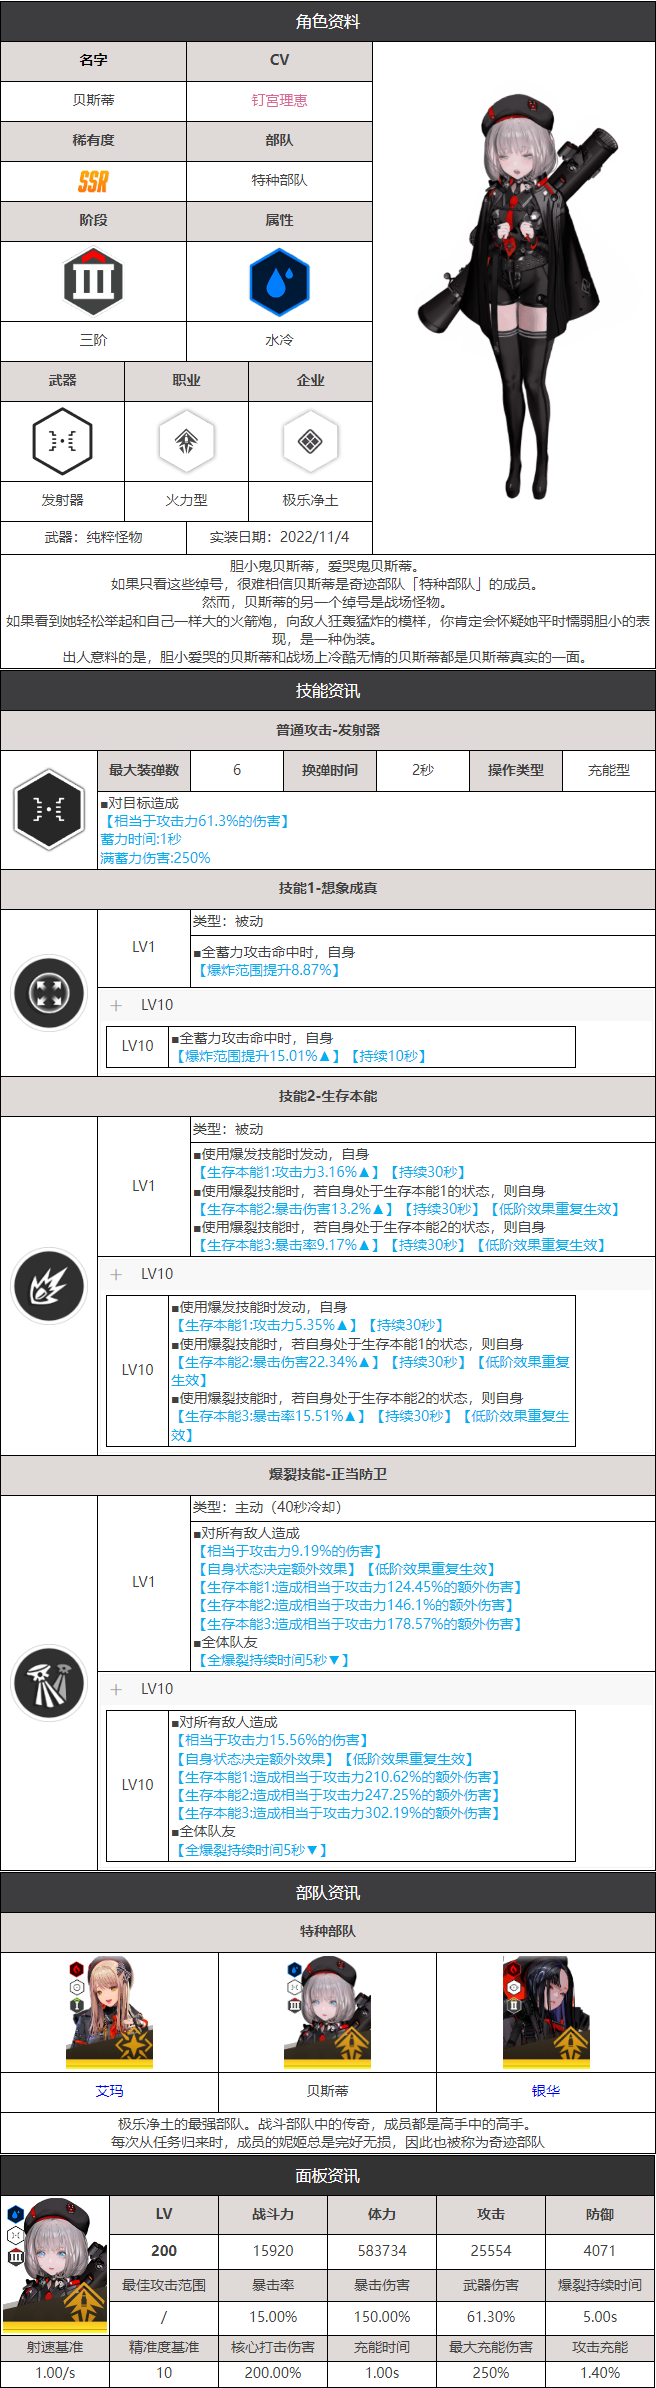 角色资料
名字 CV
贝斯蒂 钉宫理恵
稀有度 部队
SSR 特种部队
阶段 属性
三阶 水冷
武器 职业 企业
发射器 火力型 极乐净土
武器：纯粹怪物 实装日期：2022/11/4
胆小鬼贝斯蒂，爱哭鬼贝斯蒂。
如果只看这些绰号，很难相信贝斯蒂是奇迹部队「特种部队」的成员。
然而，贝斯蒂的另一个绰号是战场怪物。
如果看到她轻松举起和自己一样大的火箭炮，向敌人狂轰猛炸的模样，你肯定会怀疑她平时懦弱胆小的表
现，是一种伪装。
出人意料的是，胆小爱哭的贝斯蒂和战场上冷酷无情的贝斯蒂都是贝斯蒂真实的一面。
技能资讯
普通攻击-发射器
最大装弹数 6 换弹时间 2秒 操作类型 充能型
■对目标造成
【相当于攻击力61.3%的伤害】
蓄力时间:1秒
满蓄力伤害:250%
技能1-想象成真
类型：被动
LV1
■全蓄力攻击命中时，自身
【爆炸范围提升8.87%】
+ LV10
LV10
■全蓄力攻击命中时，自身
【爆炸范围提升15.01%▲】【持续10秒】
技能2-生存本能
类型：被动
LV1
■使用爆发技能时发动，自身
【生存本能1:攻击力3.16%▲】【持续30秒】
■使用爆裂技能时，若自身处于生存本能1的状态，则自身
【生存本能2:暴击伤害13.2%▲】【持续30秒】【低阶效果重复生效】
■使用爆裂技能时，若自身处于生存本能2的状态，则自身
【生存本能3:暴击率9.17%▲】【持续30秒】【低阶效果重复生效】
+ LV10
LV10
■使用爆发技能时发动，自身
【生存本能1:攻击力5.35%▲】【持续30秒】
■使用爆裂技能时，若自身处于生存本能1的状态，则自身
【生存本能2:暴击伤害22.34%▲】【持续30秒】【低阶效果重复
生效】
■使用爆裂技能时，若自身处于生存本能2的状态，则自身
【生存本能3:暴击率15.51%▲】【持续30秒】【低阶效果重复生
效】
爆裂技能-正当防卫
类型：主动（40秒冷却）
LV1
■对所有敌人造成
【相当于攻击力9.19%的伤害】
【自身状态决定额外效果】【低阶效果重复生效】
【生存本能1:造成相当于攻击力124.45%的额外伤害】
【生存本能2:造成相当于攻击力146.1%的额外伤害】
【生存本能3:造成相当于攻击力178.57%的额外伤害】
■全体队友
【全爆裂持续时间5秒▼】
+ LV10
LV10
■对所有敌人造成
【相当于攻击力15.56%的伤害】
【自身状态决定额外效果】【低阶效果重复生效】
【生存本能1:造成相当于攻击力210.62%的额外伤害】
【生存本能2:造成相当于攻击力247.25%的额外伤害】
【生存本能3:造成相当于攻击力302.19%的额外伤害】
■全体队友
【全爆裂持续时间5秒▼】
部队资讯
特种部队
艾玛 贝斯蒂 银华
极乐净土的最强部队。战斗部队中的传奇，成员都是高手中的高手。
每次从任务归来时，成员的妮姬总是完好无损，因此也被称为奇迹部队
面板资讯
LV 战斗力 体力 攻击 防御
200 15920 583734 25554 4071
最佳攻击范围 暴击率 暴击伤害 武器伤害 爆裂持续时间
/ 15.00% 150.00% 61.30% 5.00s
射速基准 精准度基准 核心打击伤害 充能时间 最大充能伤害 攻击充能
1.00/s 10 200.00% 1.00s 250% 1.40%